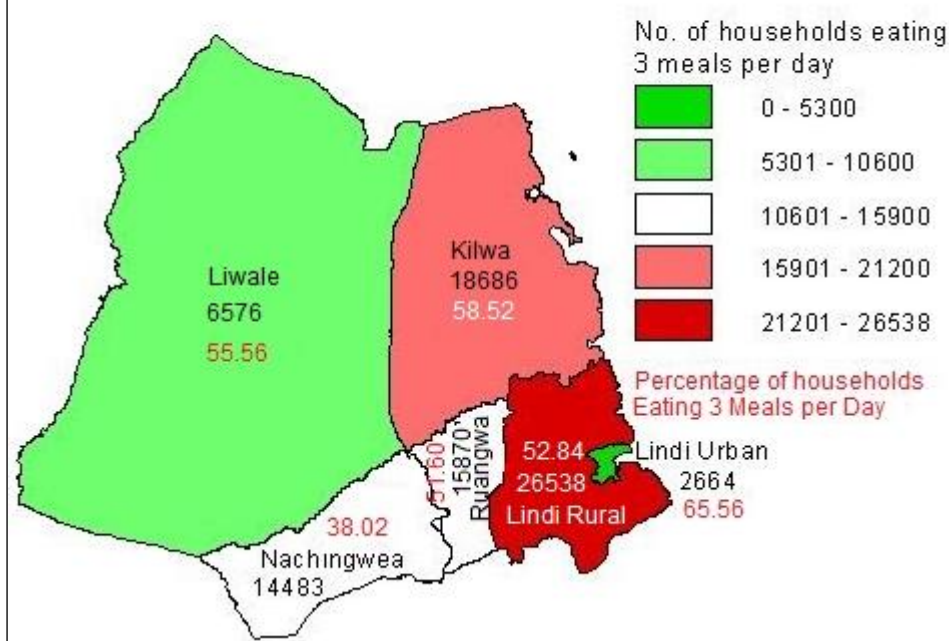 No. of households eating
3 meals per day
0 - 5300
5301 - 10600
10601 - 15900
15901 - 21200
21201 - 26538
Percentage of households
Eating 3 Meals per Day
Liwale
6576
55.56
Kilwa
18686
58.52
51.60
15870
Ruangwa
52.84
26538
Lindi Rural
Lindi Urban
2664
65.56
38.02
Nachingwea
14483